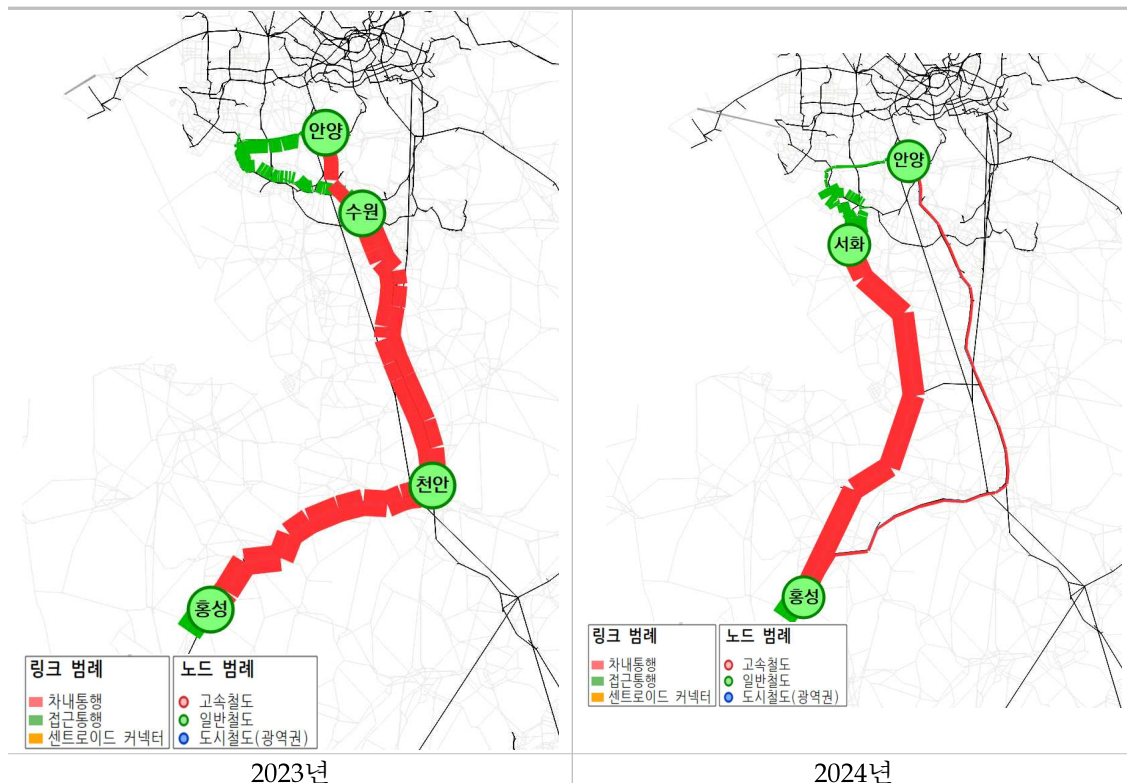 안양
수원
천안
홍성
링크 범례
차내통행
접근통행
센트로이드 커넥터
노드 범례
고속철도
일반철도
도시철도(광역권)
2023년
안양
서화
홍성
링크 범례
차내통행
접근통행
센트로이드 커넥터
노드 범례
고속철도
일반철도
도시철도(광역권)
2024년